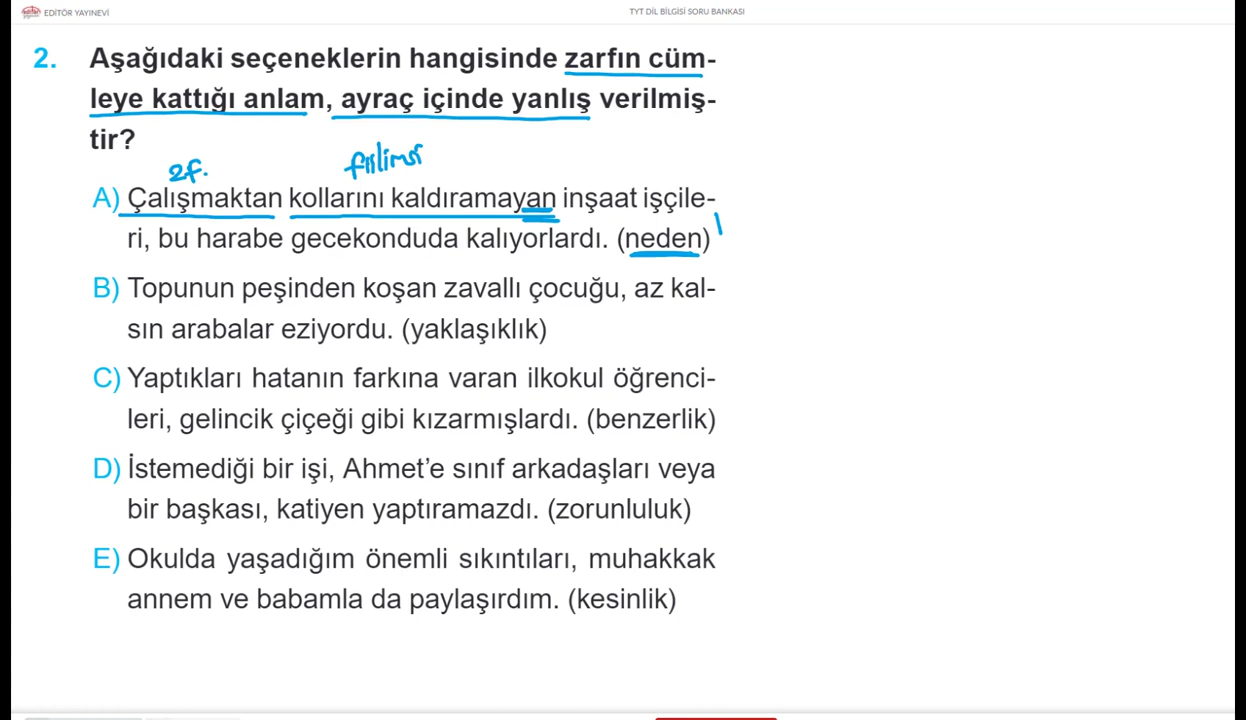 EDİTÖR YAYINEVİ
TYT DİL BİLGİSİ SORU BANKASI
2. Aşağıdaki seçeneklerin hangisinde zarfın cüm-
leye kattığı anlam, ayraç içinde yanlış verilmiş-
tir?
zf. fiilimsi
A) Çalışmaktan kollarını kaldıramayan inşaat işçile-
ri, bu harabe gecekonduda kalıyorlardı. (neden)
B) Topunun peşinden koşan zavallı çocuğu, az kal-
sın arabalar eziyordu. (yaklaşıklık)
C) Yaptıkları hatanın farkına varan ilkokul öğrenci-
leri, gelincik çiçeği gibi kızarmışlardı. (benzerlik)
D) İstemediği bir işi, Ahmet’e sınıf arkadaşları veya
bir başkası, katiyen yaptıramazdı. (zorunluluk)
E) Okulda yaşadığım önemli sıkıntıları, muhakkak
annem ve babamla da paylaşırdım. (kesinlik)